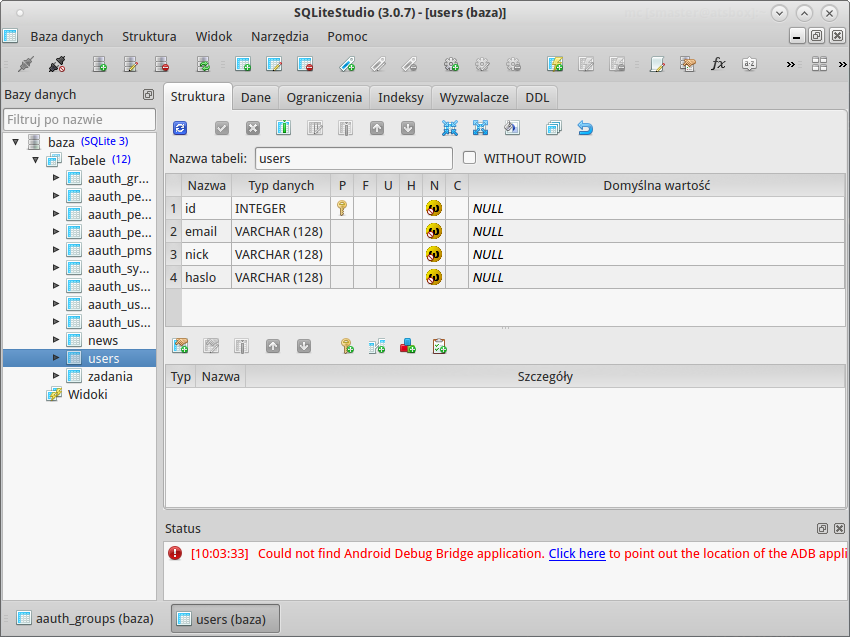 SQLiteStudio (3.0.7) - [users (baza)]
Baza danych Struktura Widok Narzędzia Pomoc
Bazy danych
Filtruj po nazwie
baza (SQLite 3)
Tabele (12)
aauth_gr...
aauth_pe...
aauth_pe...
aauth_pe...
aauth_pms
aauth_sy...
aauth_us...
aauth_us...
aauth_us...
news
users
zadania
Widoki
Struktura Dane Ograniczenia Indeksy Wyzwalacze DDL
Nazwa tabeli: users WITHOUT ROWID
Nazwa Typ danych P F U H N C Domyślna wartość
1 id INTEGER NULL
2 email VARCHAR (128) NULL
3 nick VARCHAR (128) NULL
4 haslo VARCHAR (128) NULL
Typ Nazwa Szczegóły
Status
[10:03:33] Could not find Android Debug Bridge application. Click here to point out the location of the ADB appli
aauth_groups (baza) users (baza)